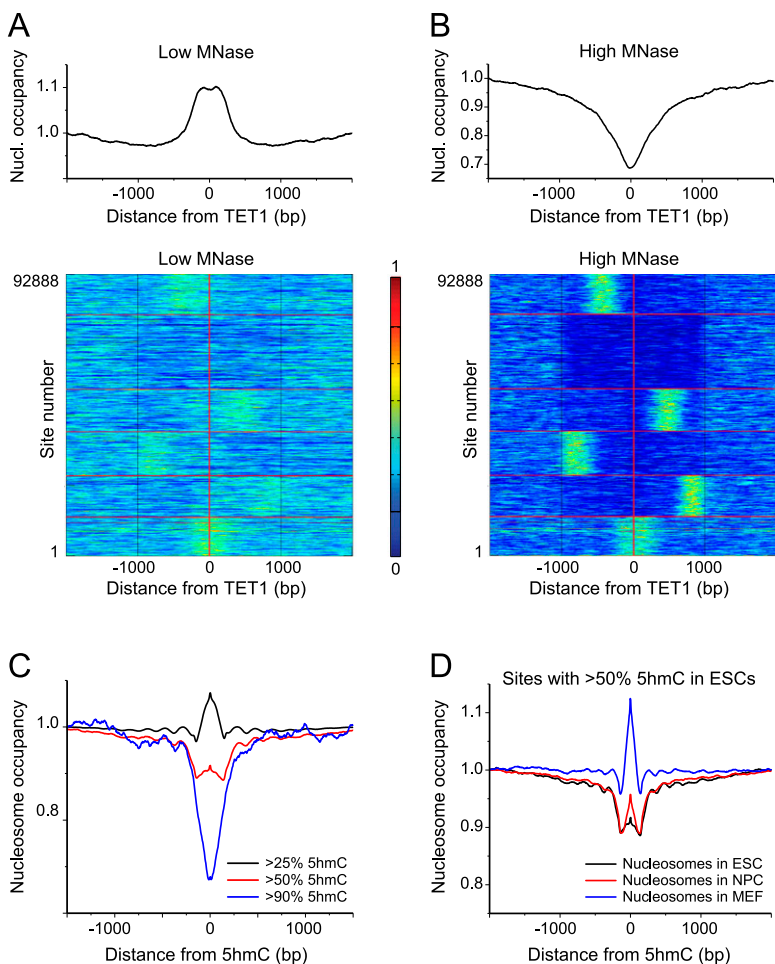 A
Low MNase
Nucl. occupancy
1.1
1.0
-1000 0 1000
Distance from TET1 (bp)
B
High MNase
Nucl. occupancy
1.0
0.9
0.8
0.7
-1000 0 1000
Distance from TET1 (bp)
Low MNase
92888
Site number
1
-1000 0 1000
Distance from TET1 (bp)
1
0
High MNase
92888
1
-1000 0 1000
Distance from TET1 (bp)
C
Nucleosome occupancy
1.0
0.8
>25% 5hmC
>50% 5hmC
>90% 5hmC
-1000 0 1000
Distance from 5hmC (bp)
D
Sites with >50% 5hmC in ESCs
Nucleosome occupancy
1.1
1.0
0.9
0.8
Nucleosomes in ESC
Nucleosomes in NPC
Nucleosomes in MEF
-1000 0 1000
Distance from 5hmC (bp)